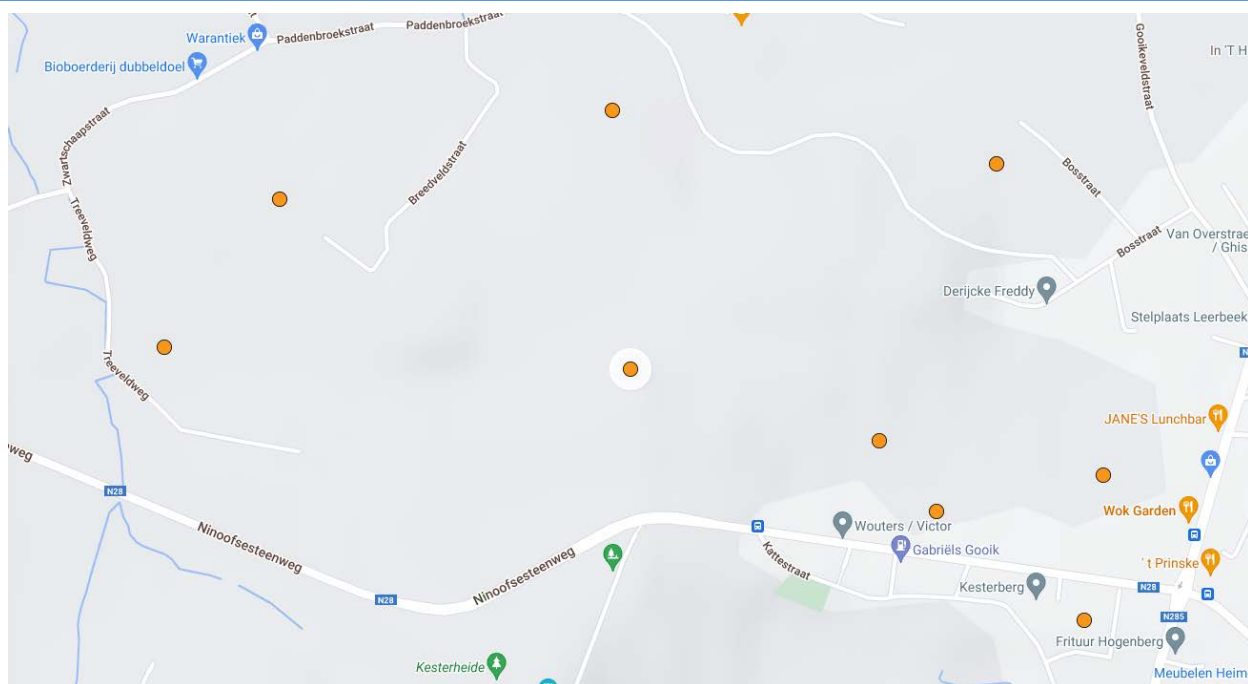 Paddenbroekstraat
Warantiek
Paddenbroekstraat
Bioboerderij dubbeldoel
Gooikeveldstraat
In 'T H
Zwartschaapstraat
Breedveldstraat
Bosstraat
Treeveldweg
Bosstraat
Van Overstrae
/ Ghis
Derijcke Freddy
Stelplaats Leerbeek
N
Treeveldweg
JANE'S Lunchbar
weg
N28
Wok Garden
Ninoofsesteenweg
Wouters / Victor
Gabriëls Gooik
Kattestraat
't Prinske
Ninoofsesteenweg
Kesterberg
N28
N28
N285
Frituur Hogenberg
Kesterheide
Meubelen Heim